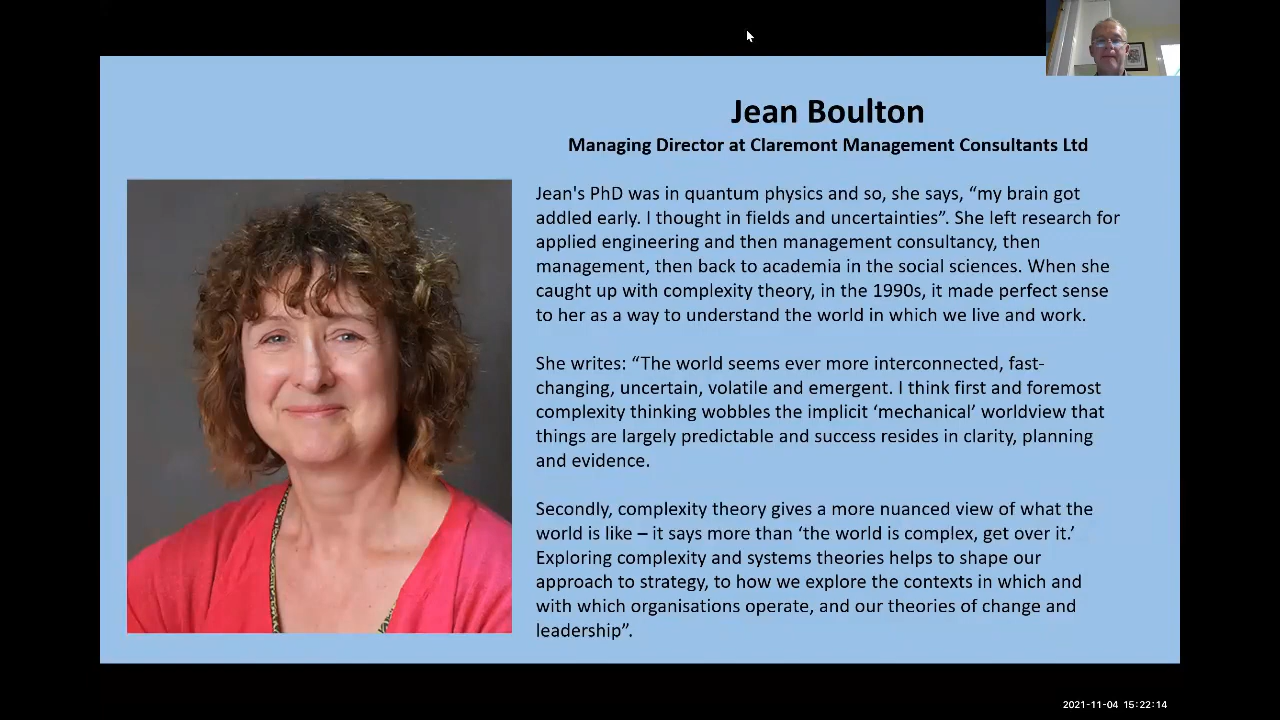 Jean Boulton
Managing Director at Claremont Management Consultants Ltd
Jean's PhD was in quantum physics and so, she says, “my brain got
addled early. I thought in fields and uncertainties”. She left research for
applied engineering and then management consultancy, then
management, then back to academia in the social sciences. When she
caught up with complexity theory, in the 1990s, it made perfect sense
to her as a way to understand the world in which we live and work.
She writes: “The world seems ever more interconnected, fast-
changing, uncertain, volatile and emergent. I think first and foremost
complexity thinking wobbles the implicit ‘mechanical’ worldview that
things are largely predictable and success resides in clarity, planning
and evidence.
Secondly, complexity theory gives a more nuanced view of what the
world is like – it says more than ‘the world is complex, get over it.’
Exploring complexity and systems theories helps to shape our
approach to strategy, to how we explore the contexts in which and
with which organisations operate, and our theories of change and
leadership”.
2021-11-04 15:22:14